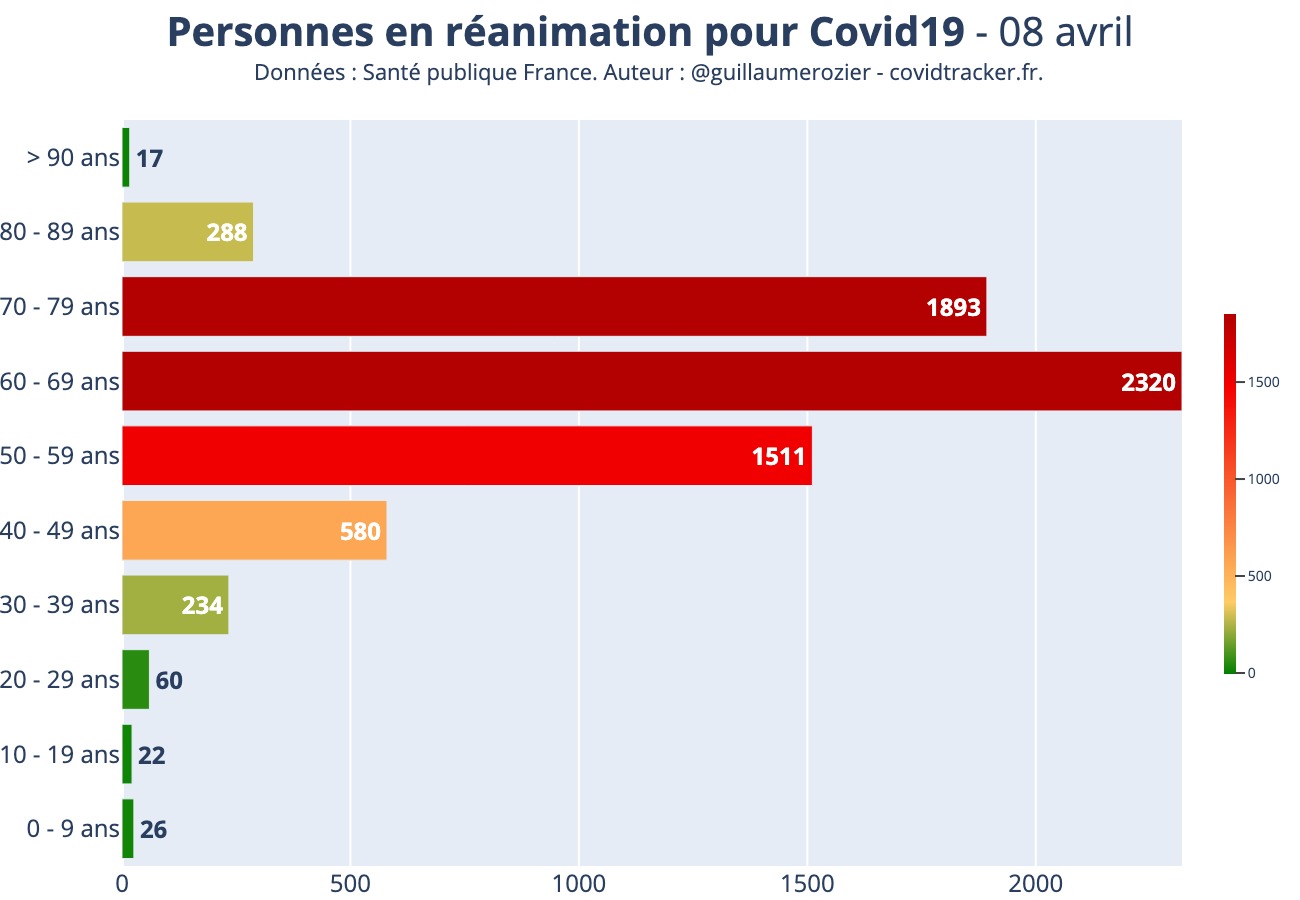 Personnes en réanimation pour Covid19 - 08 avril
Données : Santé publique France. Auteur : @guillaumerozier - covidtracker.fr.
> 90 ans 17
80 - 89 ans 288
70 - 79 ans 1893
60 - 69 ans 2320
50 - 59 ans 1511
40 - 49 ans 580
30 - 39 ans 234
20 - 29 ans 60
10 - 19 ans 22
0 - 9 ans 26
0 500 1000 1500 2000
1500
1000
500
0